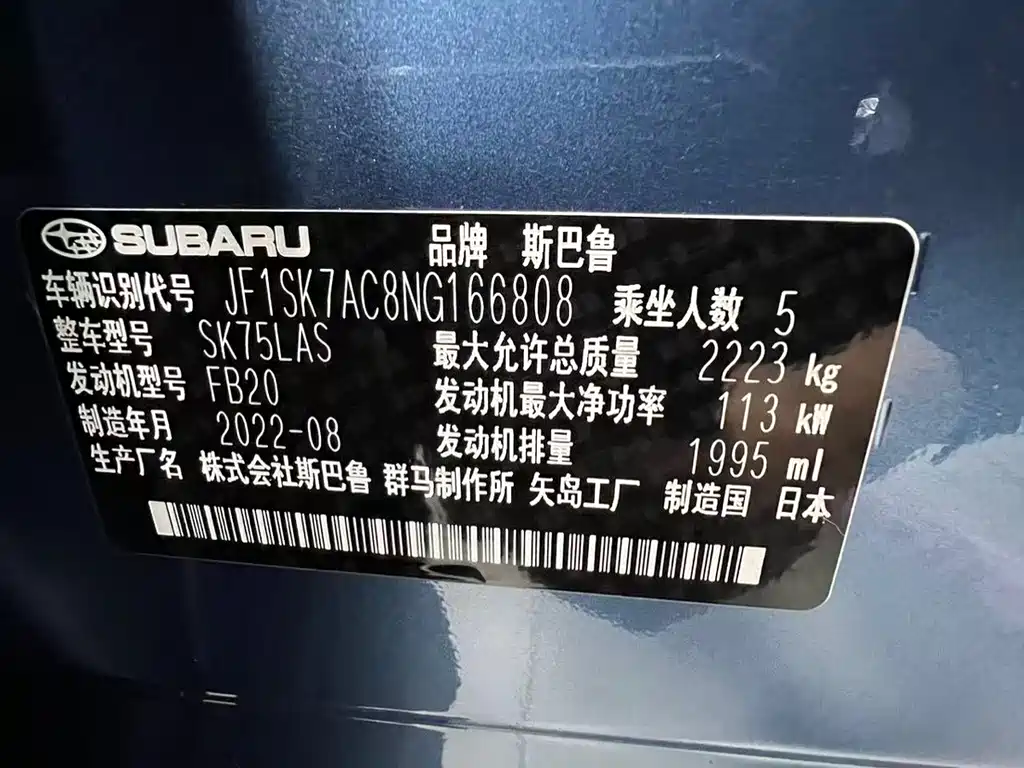 SUBARU 品牌 斯巴鲁
车辆识别代号 JF1SK7AC8NG166808 乘坐人数 5
整车型号 SK75LAS 最大允许总质量 2223 kg
发动机型号 FB20 发动机最大净功率 113 kW
制造年月 2022-08 发动机排量 1995 ml
生产厂名 株式会社斯巴鲁 群马制作所 矢岛工厂 制造国 日本